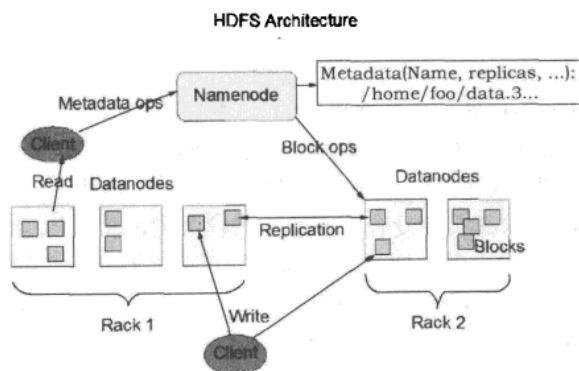 HDFS Architecture
Metadata(Name, replicas, ...):
/home/foo/data.3...
Namenode
Metadata ops
Client
Block ops
Read
Datanodes
Datanodes
Replication
Blocks
Rack 1
Write
Rack 2
Client